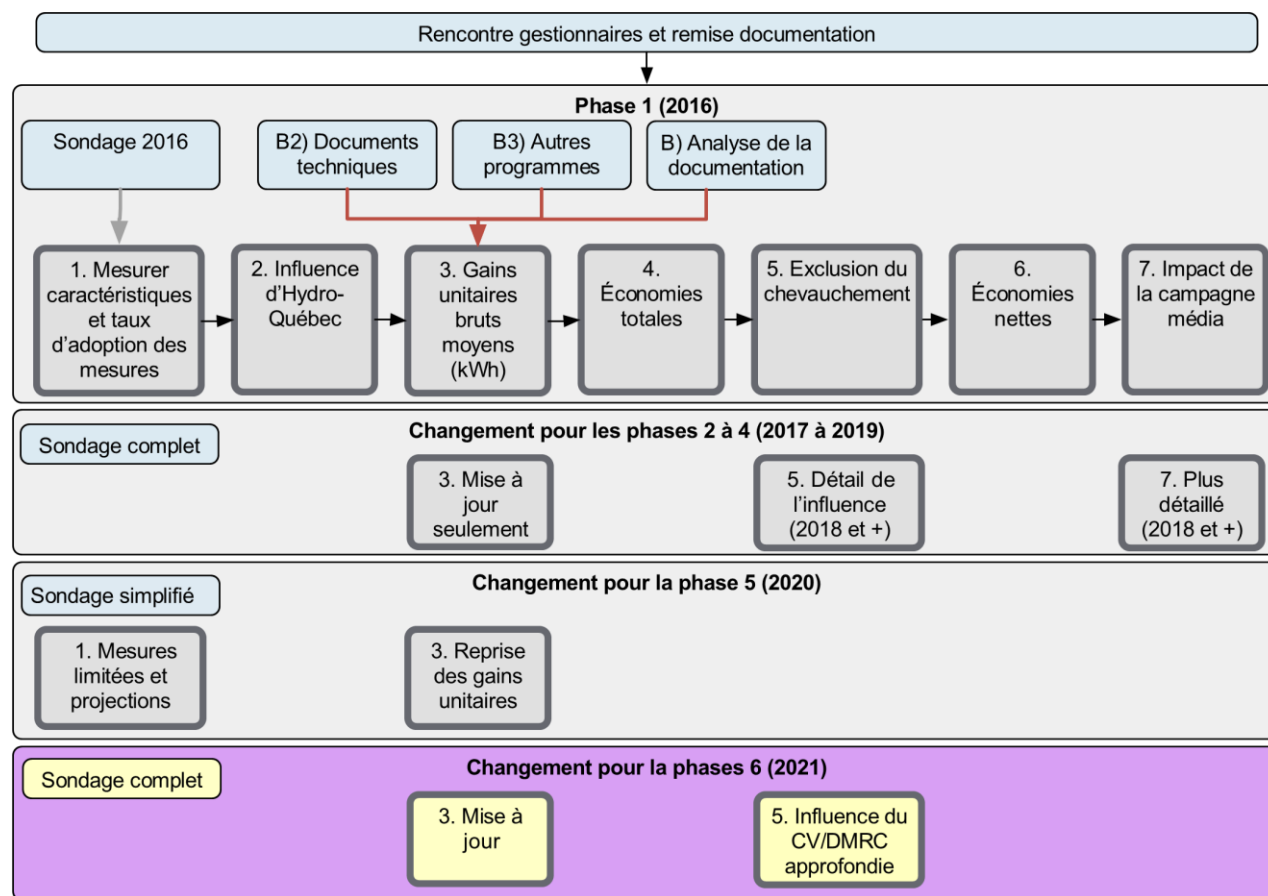 Rencontre gestionnaires et remise documentation
Phase 1 (2016)
Sondage 2016
B2) Documents
techniques
B3) Autres
programmes
B) Analyse de la
documentation
1. Mesurer
caractéristiques
et taux
d’adoption des
mesures
2. Influence
d’Hydro-
Québec
3. Gains
unitaires
bruts
moyens
(kWh)
4.
Économies
totales
5. Exclusion du
chevauchement
6.
Économies
nettes
7. Impact de
la campagne
média
Changement pour les phases 2 à 4 (2017 à 2019)
Sondage complet
3. Mise à
jour
seulement
5. Détail de
l’influence
(2018 et +)
7. Plus
détaillé
(2018 et +)
Changement pour la phase 5 (2020)
Sondage simplifié
1. Mesures
limitées et
projections
3. Reprise
des gains
unitaires
Changement pour la phases 6 (2021)
Sondage complet
3. Mise à
jour
5. Influence du
CV/DMRC
approfondie